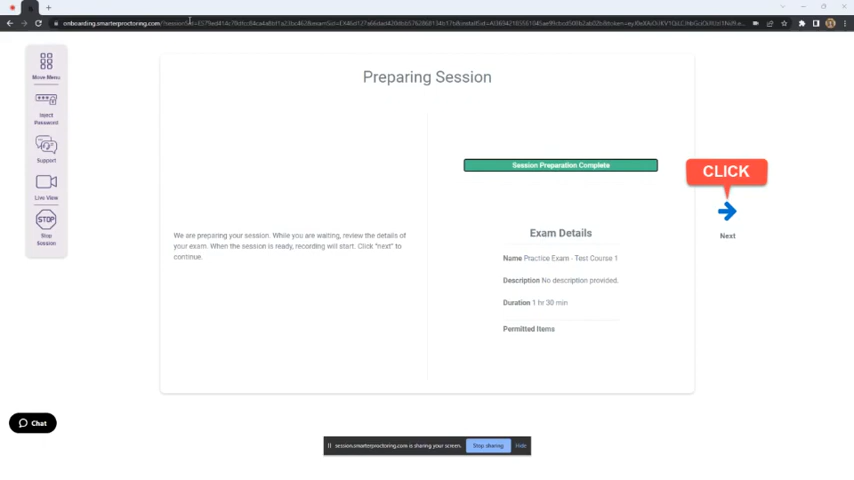 onboarding.smarterproctoring.com
Move Menu
Inject
Password
Support
Live View
STOP
Stop
Session
Preparing Session
We are preparing your session. While you are waiting, review the details of
your exam. When the session is ready, recording will start. Click "next" to
continue.
Session Preparation Complete
Exam Details
Name Practice Exam - Test Course 1
Description No description provided.
Duration 1 hr 30 min
Permitted Items
CLICK
Next
Chat
session.smarterproctoring.com is sharing your screen.
Stop sharing
Hide